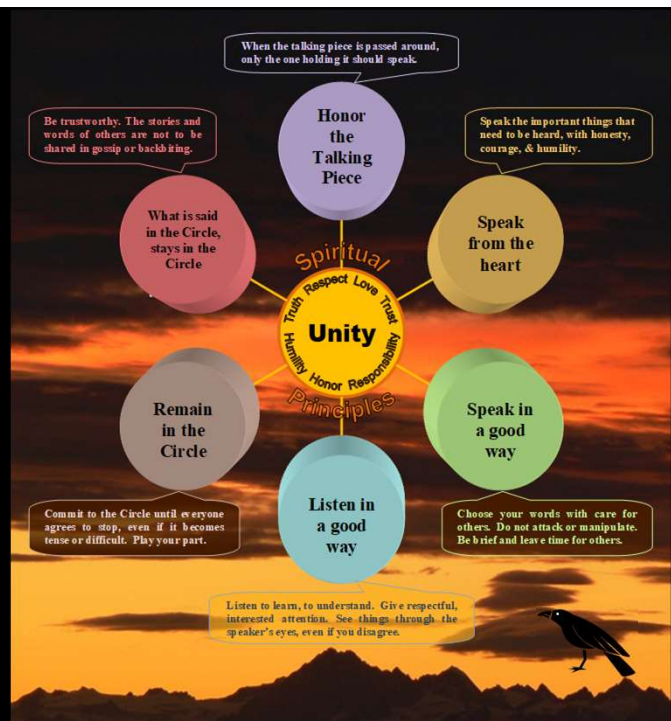 When the talking piece is passed around,
only the one holding it should speak.
Honor
the
Talking
Piece
Be trustworthy. The stories and
words of others are not to be
shared in gossip or backbiting.
What is said
in the Circle,
stays in the
Circle
Speak the important things that
need to be heard, with honesty,
courage, & humility.
Speak
from the
heart
Spiritual
Truth Respect Love Trust
Unity
Humility Honor Responsibility
Principles
Remain
in the
Circle
Commit to the Circle until everyone
agrees to stop, even if it becomes
tense or difficult. Play your part.
Speak in
a good
way
Choose your words with care for
others. Do not attack or manipulate.
Be brief and leave time for others.
Listen in
a good
way
Listen to learn, to understand. Give respectful,
interested attention. See things through the
speaker's eyes, even if you disagree.